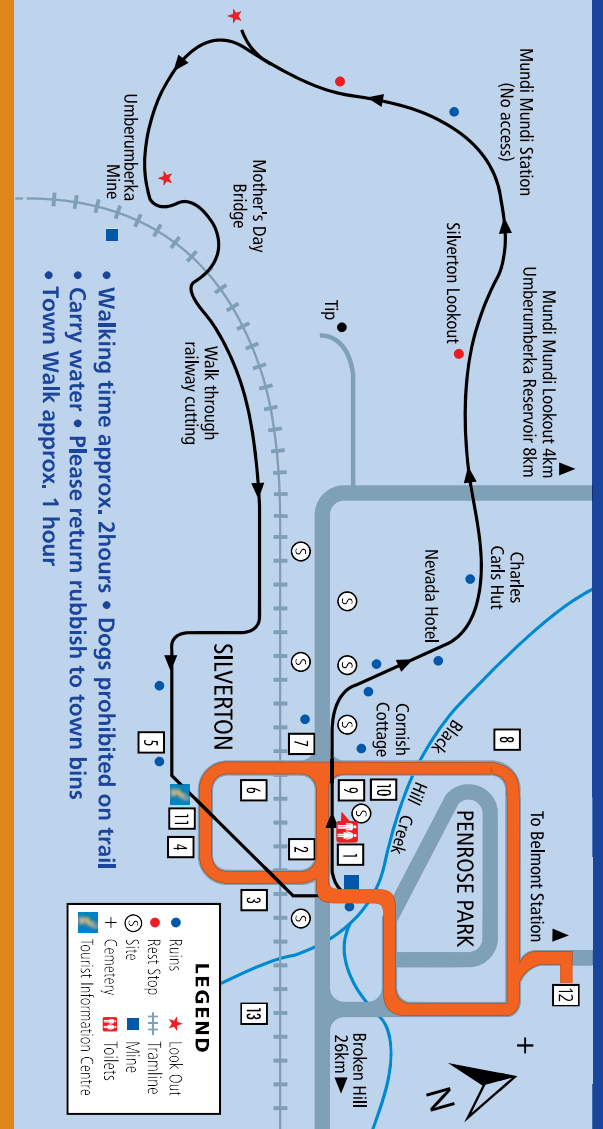 Mundi Mundi Lookout 4km
Umberumberka Reservoir 8km
To Belmont Station
12
Mundi Mundi Station
(No access)
8
Charles
Carls Hut
Silverton Lookout
PENROSE PARK
Black
Hill Creek
Nevada Hotel
Cornish
Cottage
10
9
1
S
S
S
S
Tip
Broken Hill
26km
N
S
S
S
7
2
Mother's Day
Bridge
6
3
13
Walk through
railway cutting
SILVERTON
11
4
5
Umberumberka
Mine
• Walking time approx. 2hours • Dogs prohibited on trail
• Carry water • Please return rubbish to town bins
• Town Walk approx. 1 hour
LEGEND
Ruins
Look Out
Rest Stop
Tramline
S Site
Mine
Cemetery
Toilets
Tourist Information Centre